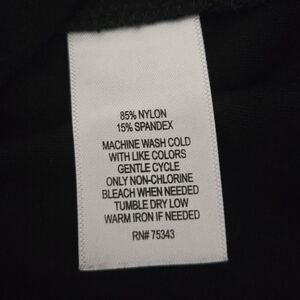 85% NYLON
15% SPANDEX
MACHINE WASH COLD
WITH LIKE COLORS
GENTLE CYCLE
ONLY NON-CHLORINE
BLEACH WHEN NEEDED
TUMBLE DRY LOW
WARM IRON IF NEEDED
RN# 75343